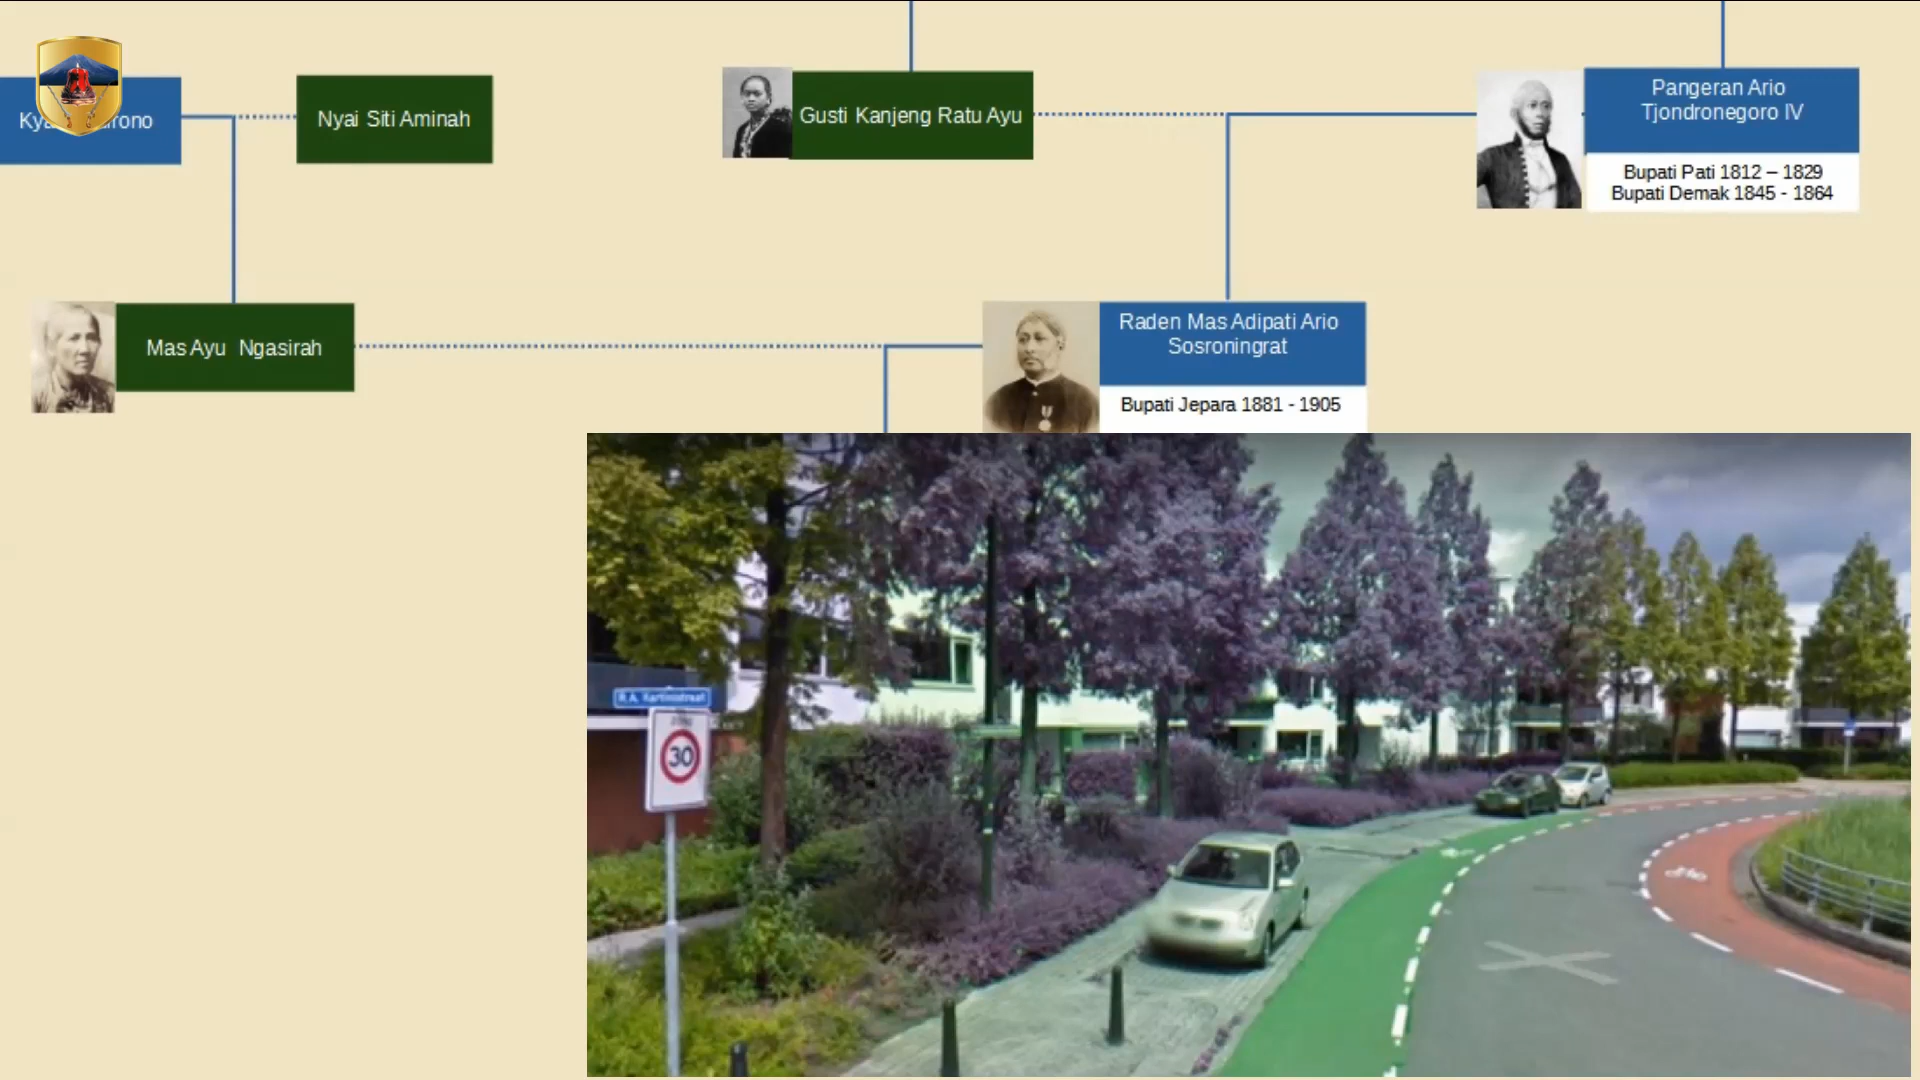 Nyai Siti Aminah
Gusti Kanjeng Ratu Ayu
Pangeran Ario
Tjondronegoro IV
Bupati Pati 1812 – 1829
Bupati Demak 1845 - 1864
Mas Ayu Ngasirah
Raden Mas Adipati Ario
Sosroningrat
Bupati Jepara 1881 - 1905
R.A. Kartinistraat
30